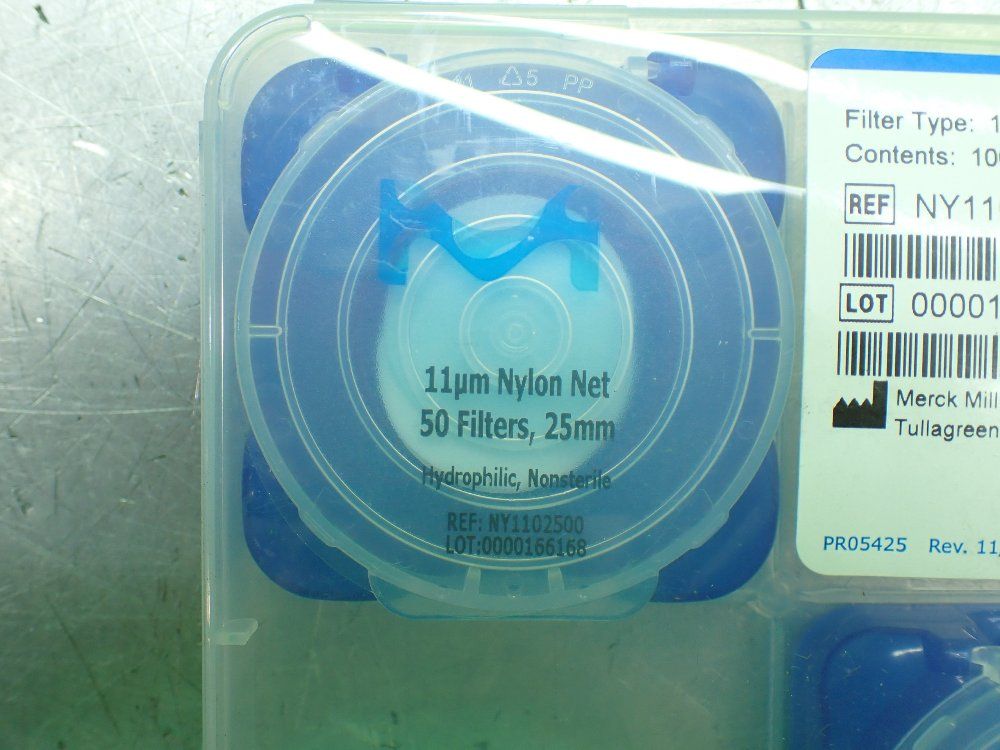 5 PP
11µm Nylon Net
50 Filters, 25mm
Hydrophilic, Nonsterile
REF: NY1102500
LOT:0000166168
Filter Type: 1
Contents: 10
REF NY11
LOT 00001
Merck Mill
Tullagreen
PR05425 Rev. 11